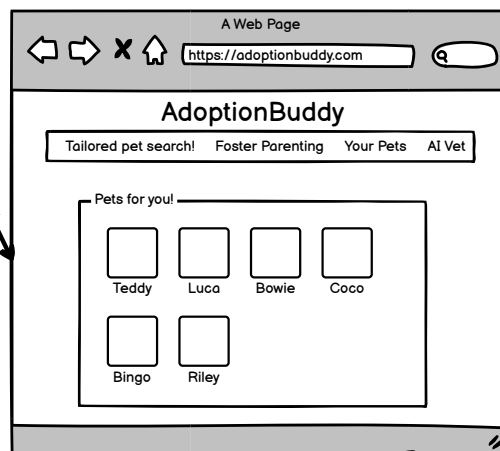 A Web Page
https://adoptionbuddy.com
AdoptionBuddy
Tailored pet search! Foster Parenting Your Pets AI Vet
Pets for you!
Teddy Luca Bowie Coco
Bingo Riley